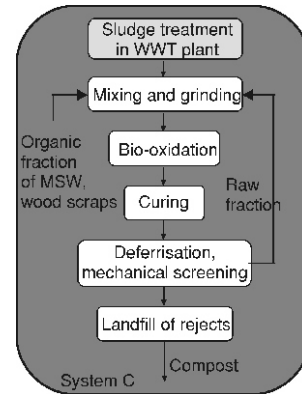 Sludge treatment
in WWT plant
Mixing and grinding
Organic
fraction
of MSW,
wood scraps
Bio-oxidation
Raw
fraction
Curing
Deferrisation,
mechanical screening
Landfill of rejects
Compost
System C